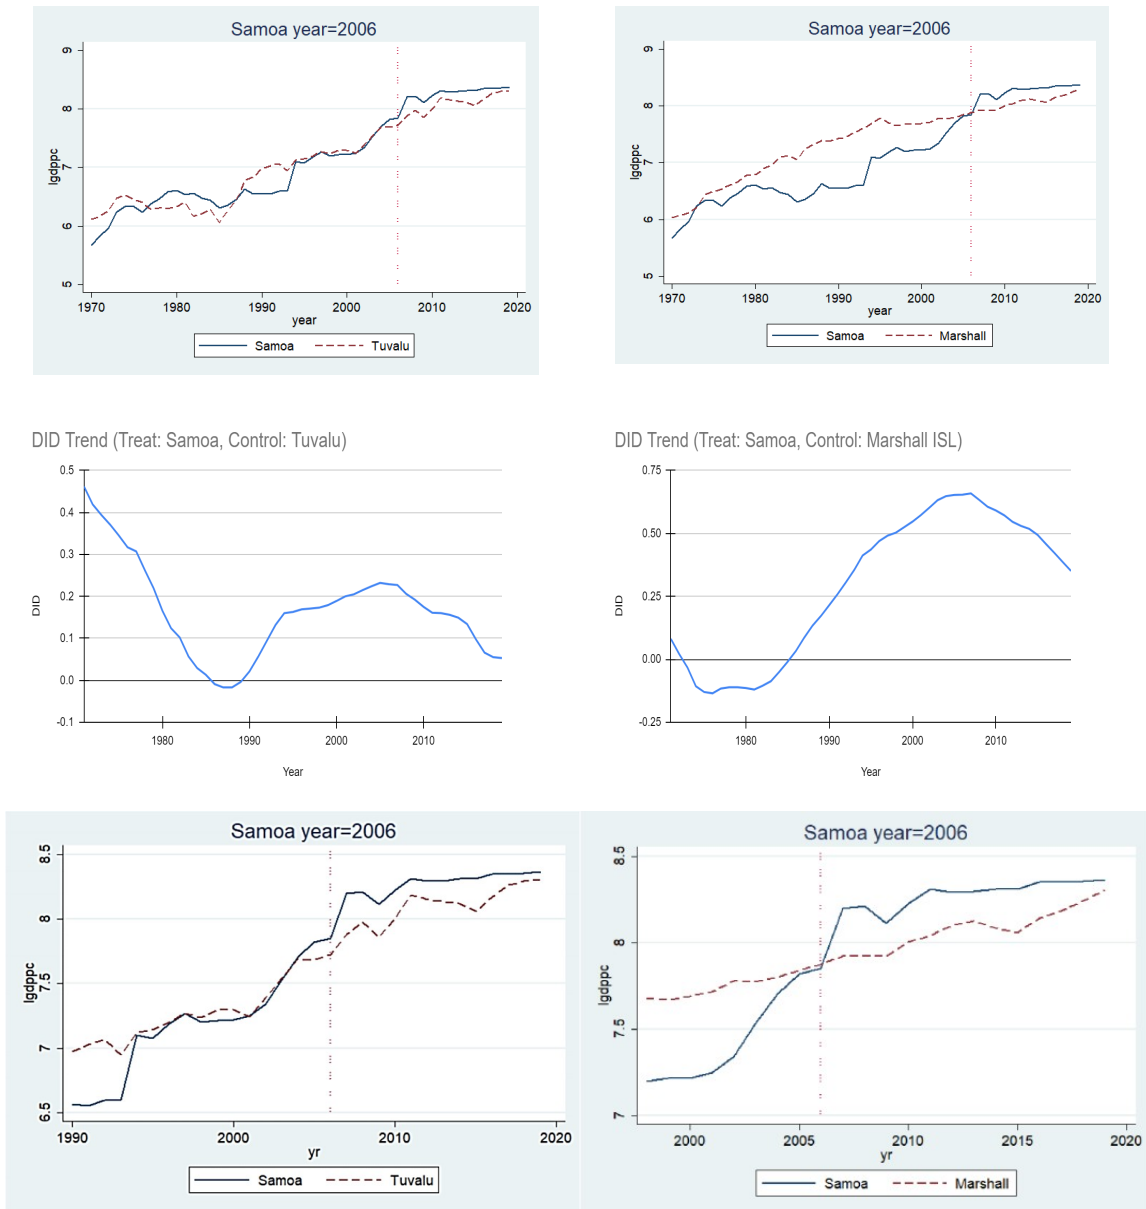 Samoa year=2006
9
8
7
6
5
lgdppc
1970 1980 1990 2000 2010 2020
year
Samoa Tuvalu
Samoa year=2006
9
8
7
6
5
lgdppc
1970 1980 1990 2000 2010 2020
year
Samoa Marshall
DID Trend (Treat: Samoa, Control: Tuvalu)
0.5
0.4
0.3
0.2
0.1
0.0
-0.1
DID
1980 1990 2000 2010
Year
DID Trend (Treat: Samoa, Control: Marshall ISL)
0.75
0.50
0.25
0.00
-0.25
DID
1980 1990 2000 2010
Year
Samoa year=2006
8.5
8
7.5
7
6.5
lgdppc
1990 2000 2010 2020
yr
Samoa Tuvalu
Samoa year=2006
8.5
8
7.5
7
lgdppc
2000 2005 2010 2015 2020
yr
Samoa Marshall